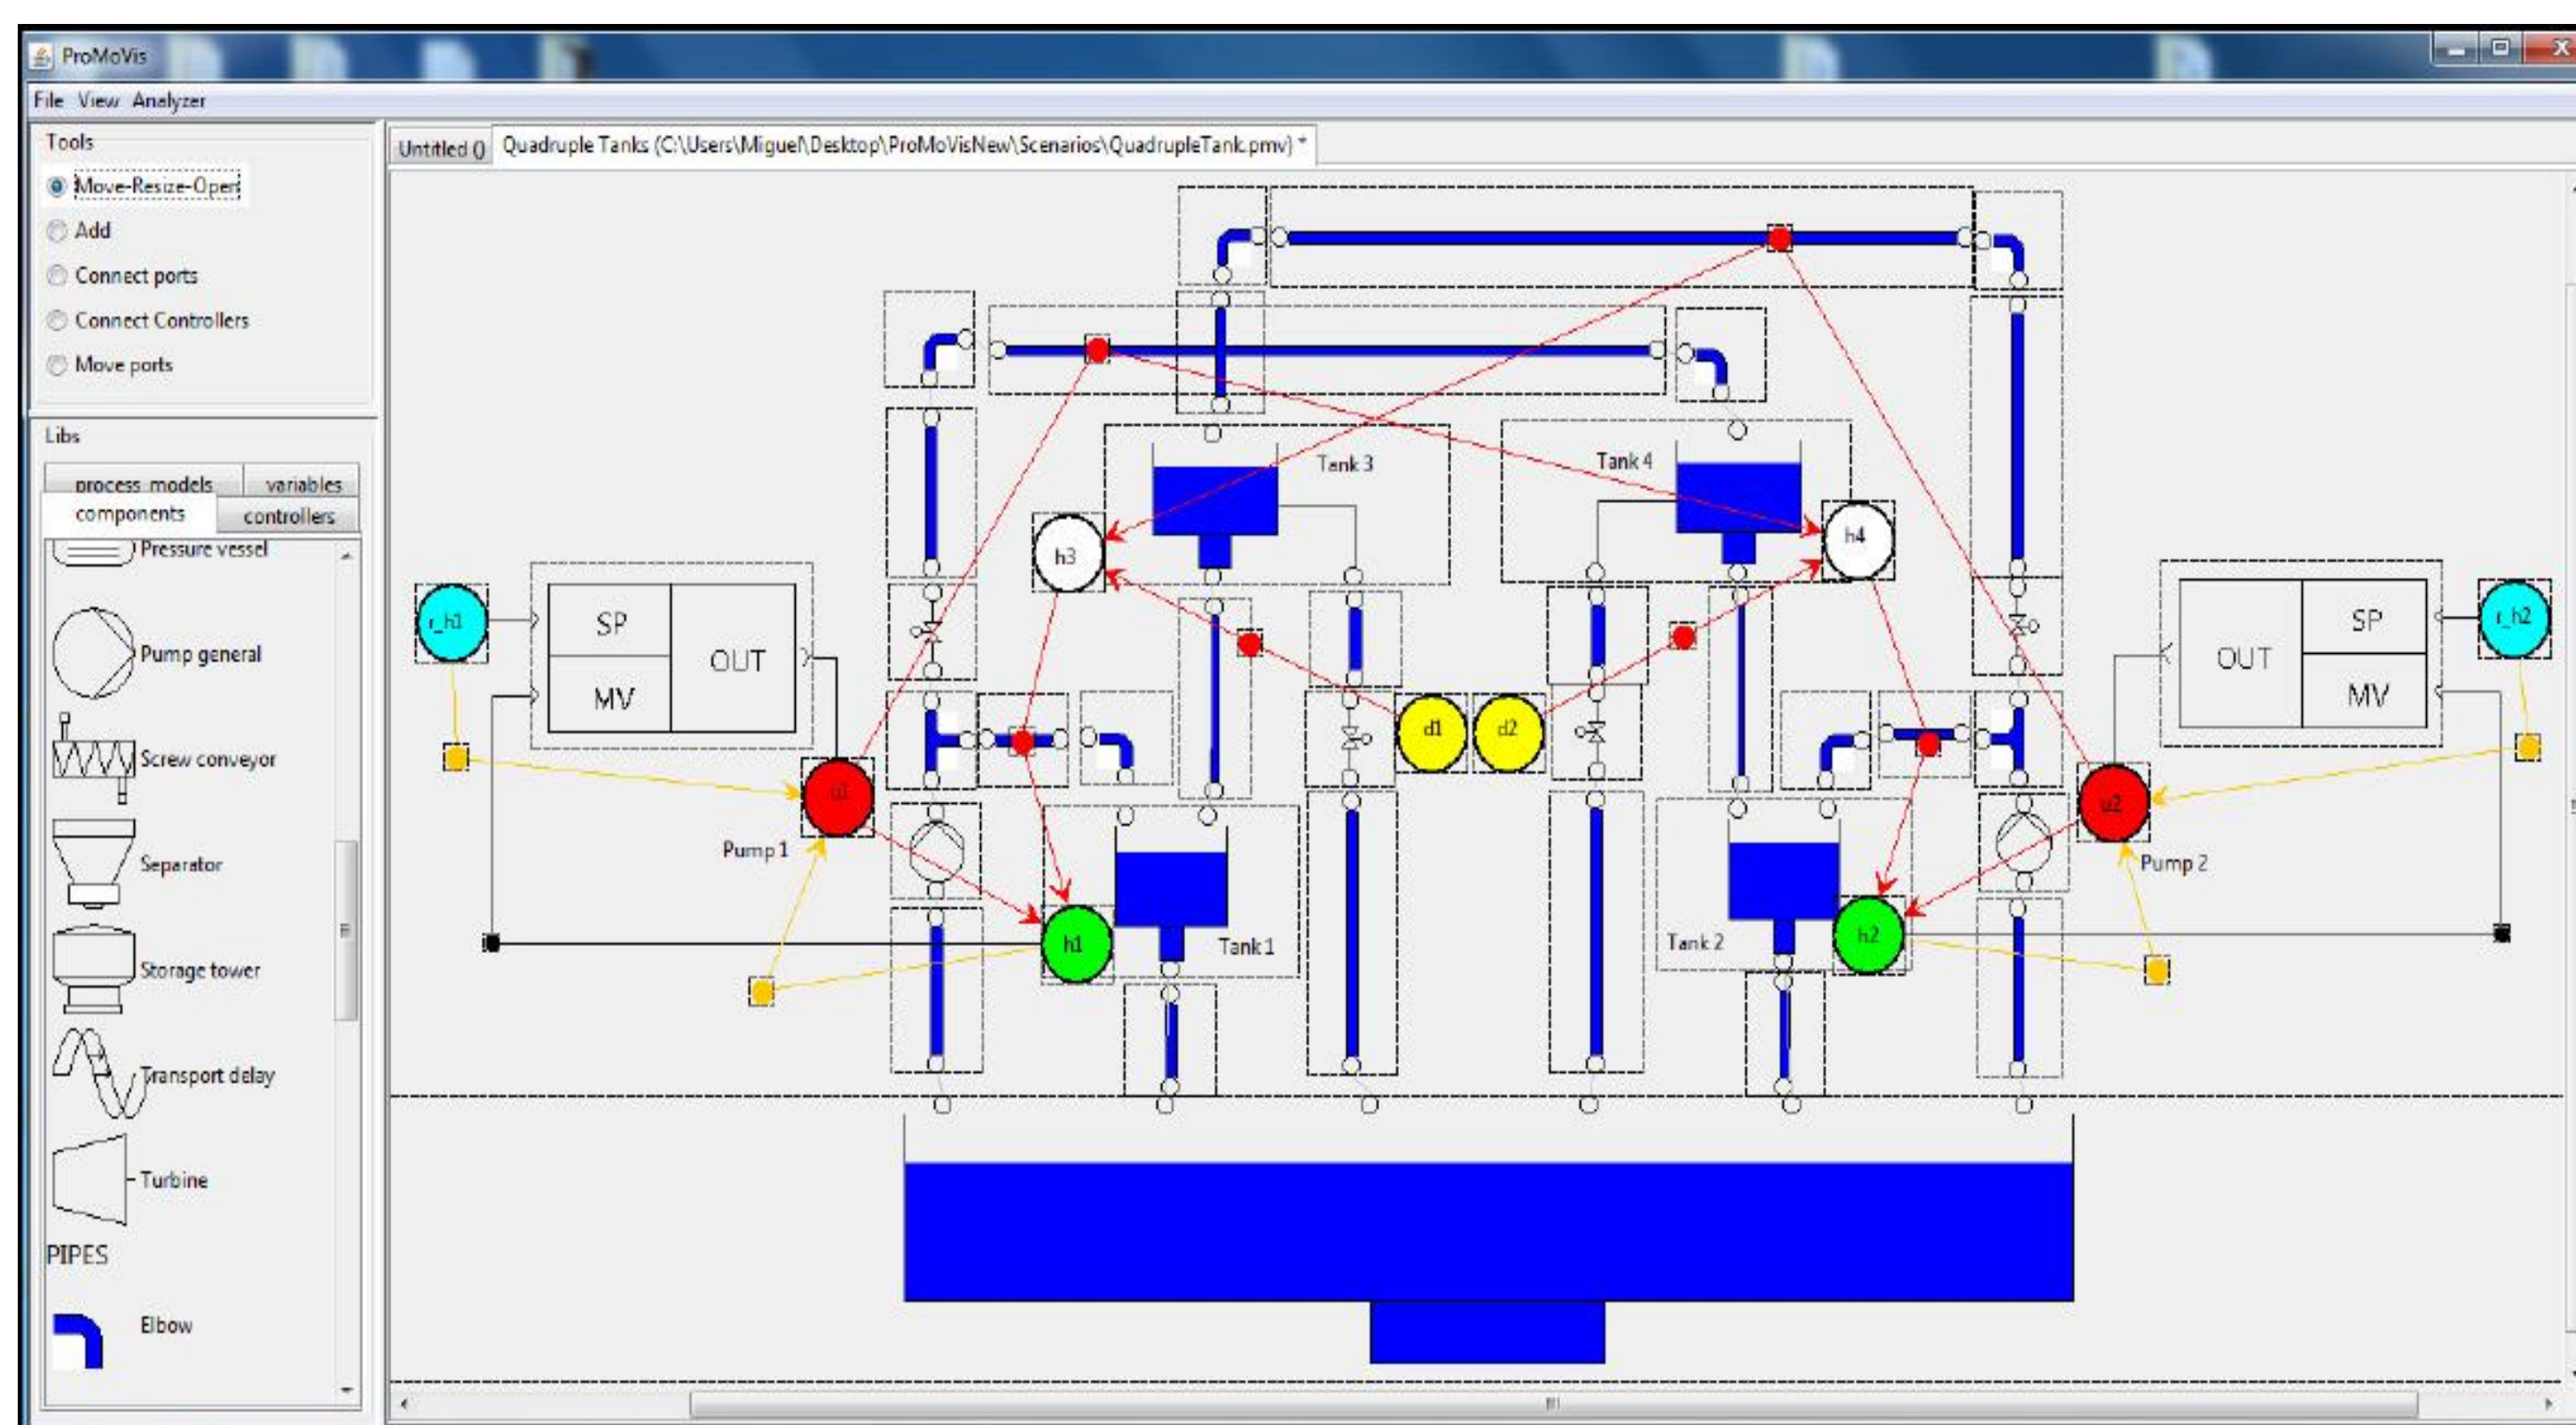 ProMoVis
File View Analyzer
Tools
Move-Resize-Open
Add
Connect ports
Connect Controllers
Move ports
Libs
process_models variables
components controllers
Pressure vessel
Pump general
Screw conveyor
Separator
Storage tower
Transport delay
Turbine
PIPES
Elbow
Untitled () Quadruple Tanks (C:\Users\Miguel\Desktop\ProMoVisNew\Scenarios\QuadrupleTank.pmv) *
Tank 3 Tank 4
h3 h4
r_h1 SP OUT MV
OUT SP MV r_h2
d1 d2
u1 u2
Pump 1 Pump 2
h1 Tank 1 Tank 2 h2